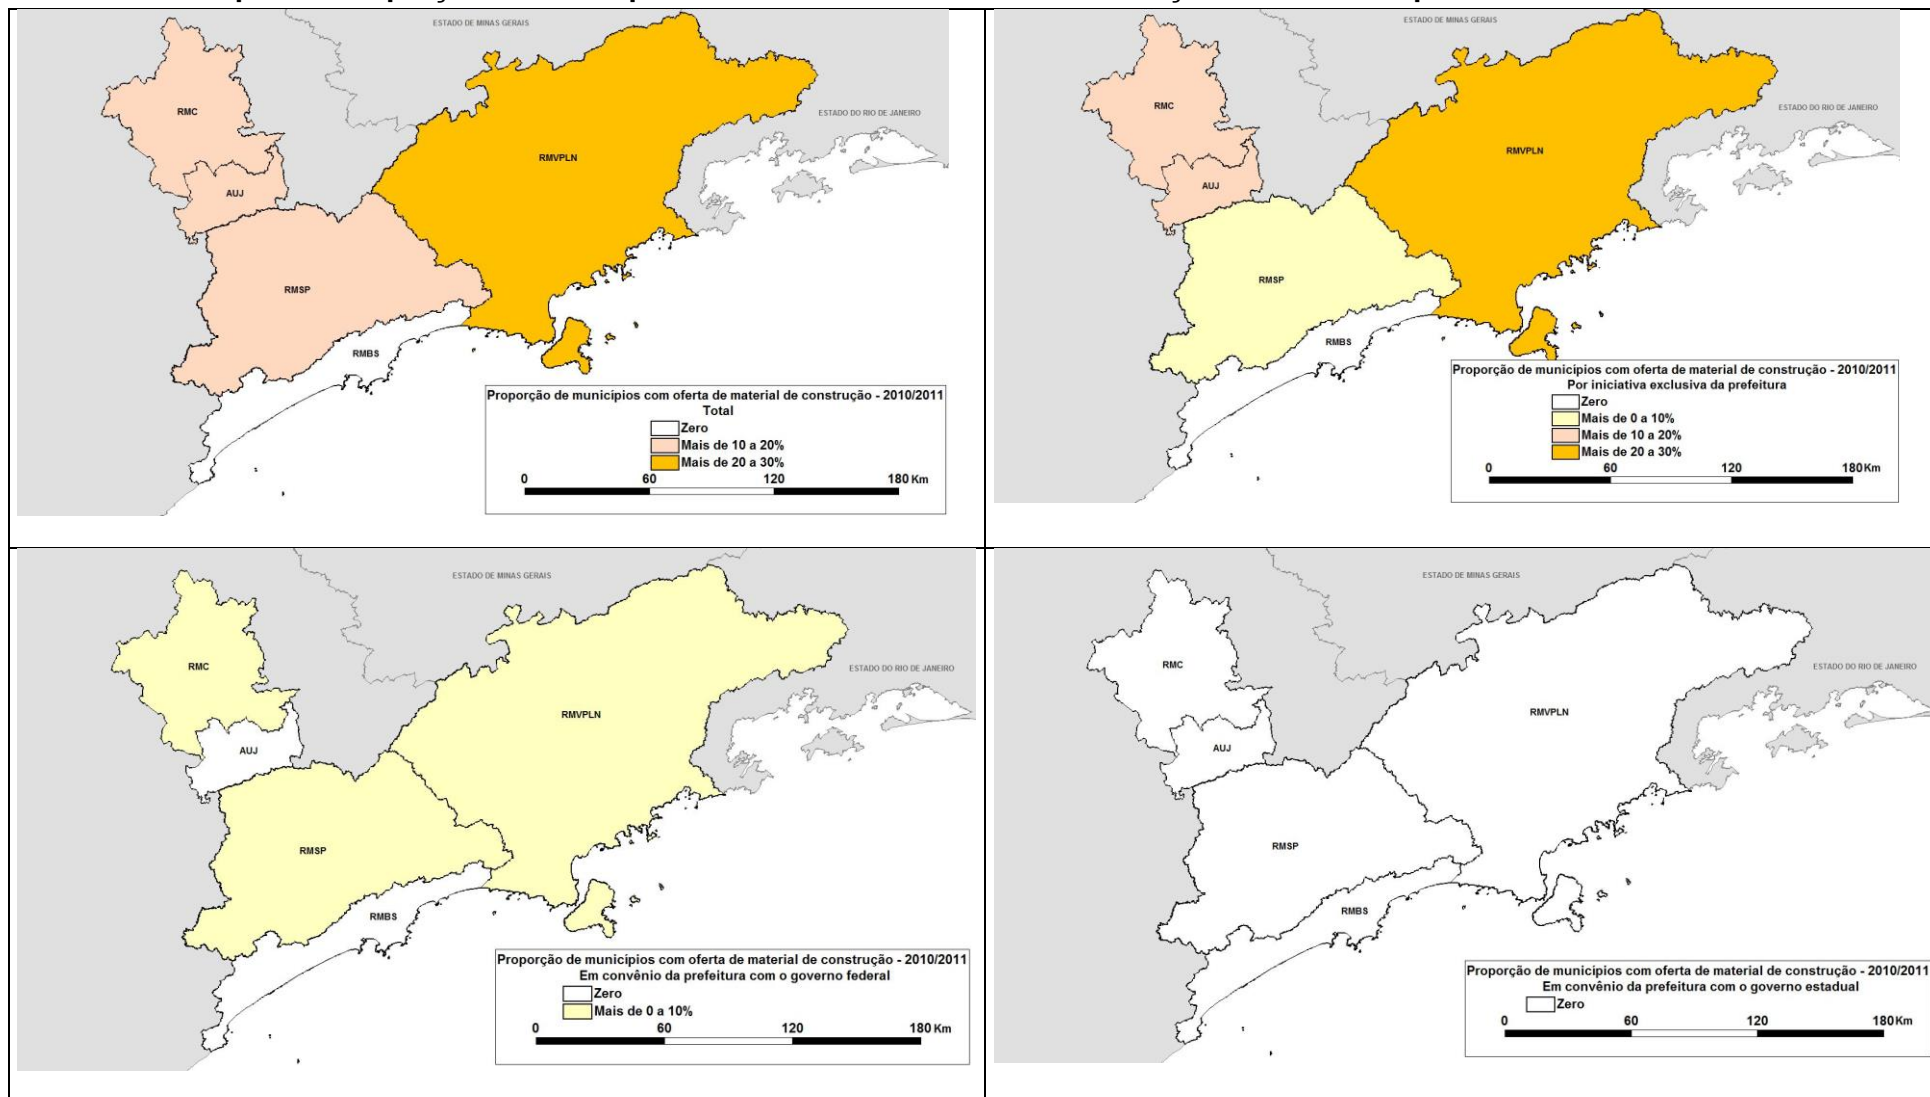 ESTADO DE MINAS GERAIS
ESTADO DO RIO DE JANEIRO
RMC
RMVPLN
AUJ
RMSP
RMBS
Proporção de municípios com oferta de material de construção - 2010/2011
Total
Zero
Mais de 10 a 20%
Mais de 20 a 30%
0 60 120 180 Km
ESTADO DE MINAS GERAIS
ESTADO DO RIO DE JANEIRO
RMC
RMVPLN
AUJ
RMSP
RMBS
Proporção de municípios com oferta de material de construção - 2010/2011
Por iniciativa exclusiva da prefeitura
Zero
Mais de 0 a 10%
Mais de 10 a 20%
Mais de 20 a 30%
0 60 120 180 Km
ESTADO DE MINAS GERAIS
ESTADO DO RIO DE JANEIRO
RMC
RMVPLN
AUJ
RMSP
RMBS
Proporção de municípios com oferta de material de construção - 2010/2011
Em convênio da prefeitura com o governo federal
Zero
Mais de 0 a 10%
0 60 120 180 Km
ESTADO DE MINAS GERAIS
ESTADO DO RIO DE JANEIRO
RMC
RMVPLN
AUJ
RMSP
RMBS
Proporção de municípios com oferta de material de construção - 2010/2011
Em convênio da prefeitura com o governo estadual
Zero
0 60 120 180 Km